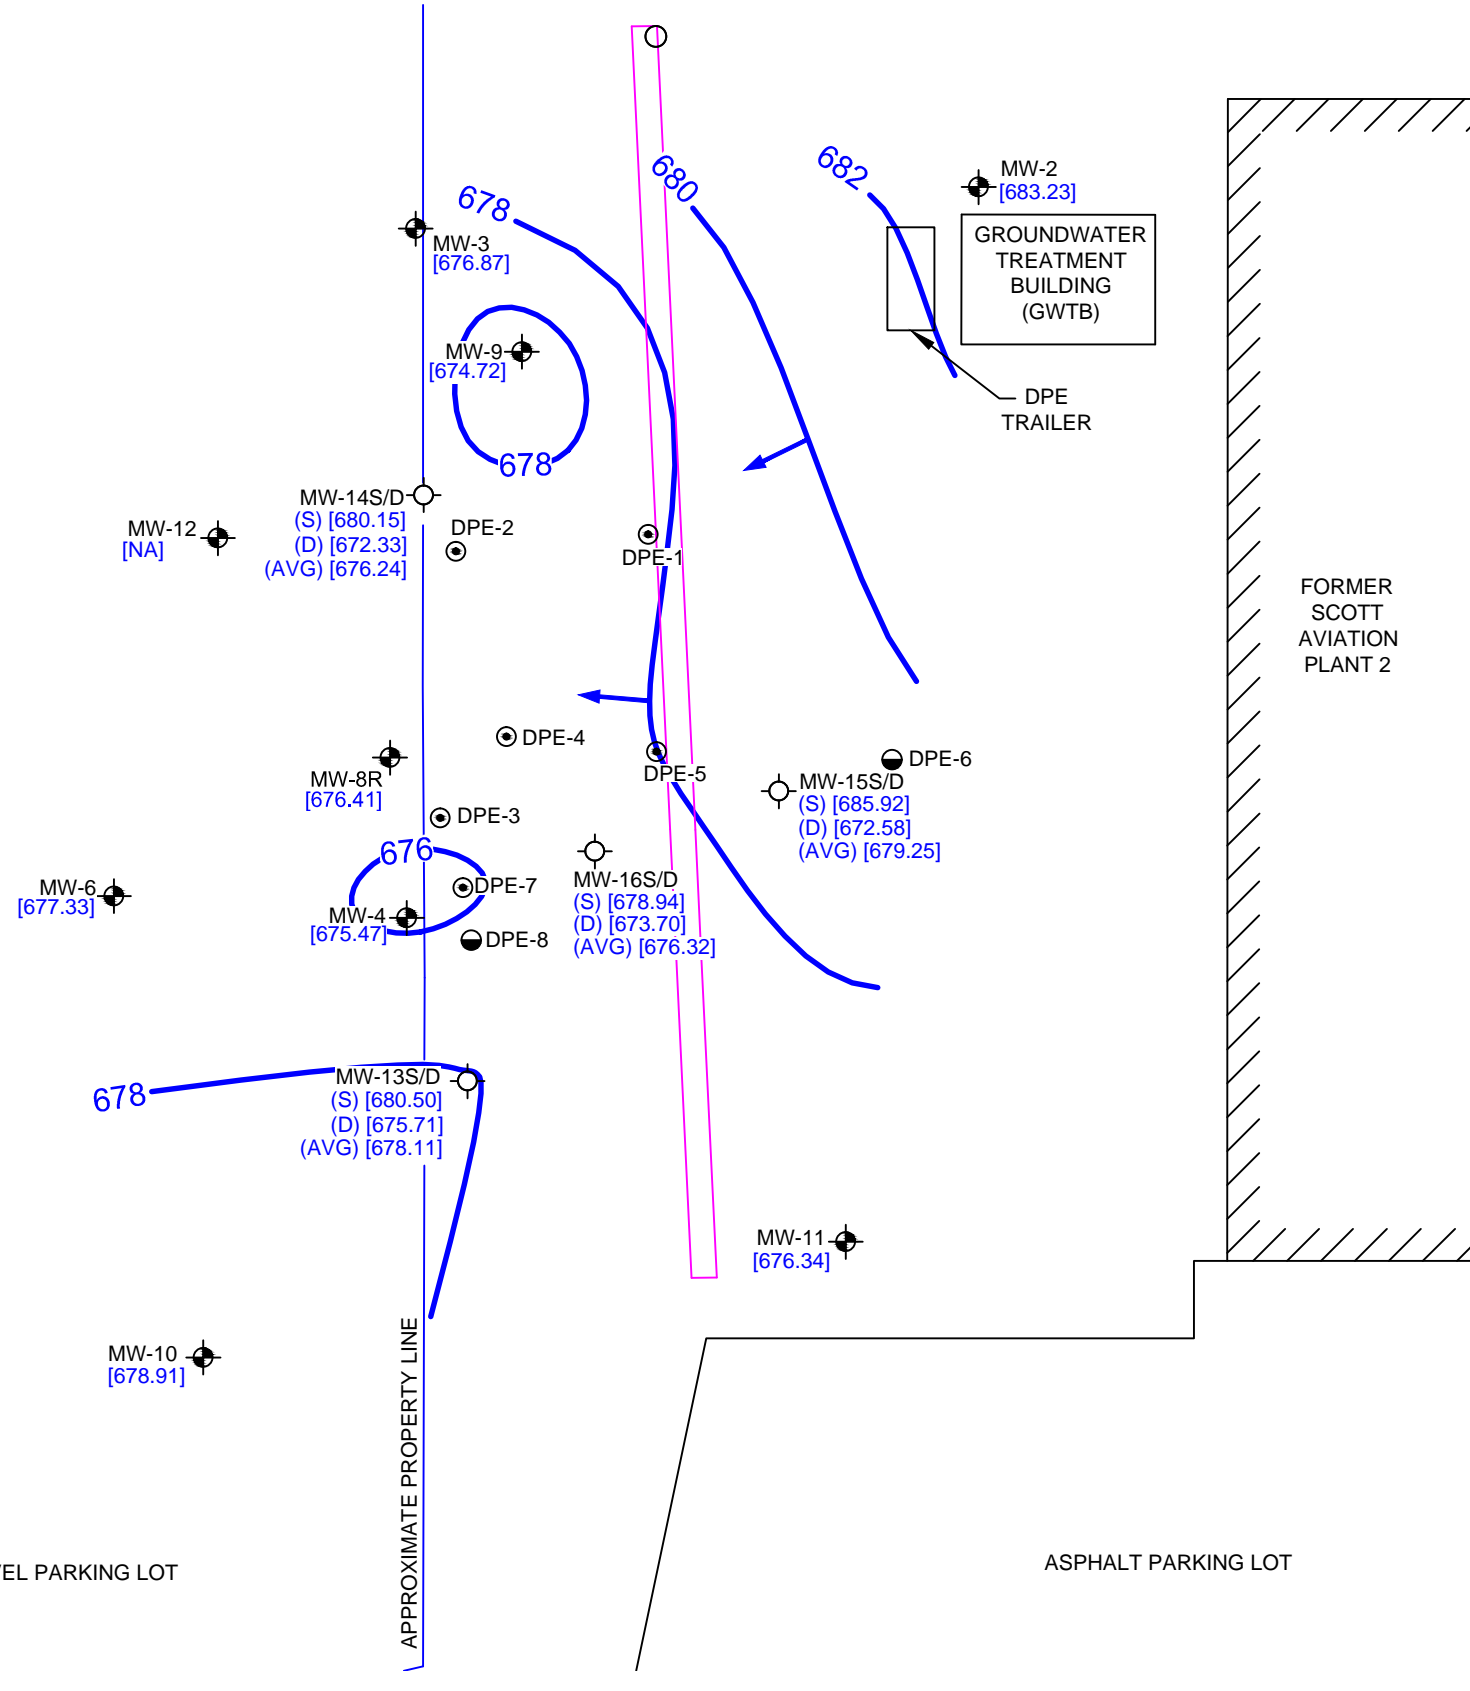 682
MW-2
[683.23]
680
678
GROUNDWATER
TREATMENT
BUILDING
(GWTB)
MW-3
[676.87]
MW-9
[674.72]
DPE
TRAILER
678
MW-14S/D
(S) [680.15]
(D) [672.33]
(AVG) [676.24]
MW-12
[NA]
DPE-2
DPE-1
FORMER
SCOTT
AVIATION
PLANT 2
DPE-4
DPE-5
DPE-6
MW-8R
[676.41]
MW-15S/D
(S) [685.92]
(D) [672.58]
(AVG) [679.25]
DPE-3
676
MW-6
[677.33]
DPE-7
MW-4
[675.47]
MW-16S/D
(S) [678.94]
(D) [673.70]
(AVG) [676.32]
DPE-8
678
MW-13S/D
(S) [680.50]
(D) [675.71]
(AVG) [678.11]
MW-11
[676.34]
MW-10
[678.91]
APPROXIMATE PROPERTY LINE
PARKING LOT
ASPHALT PARKING LOT